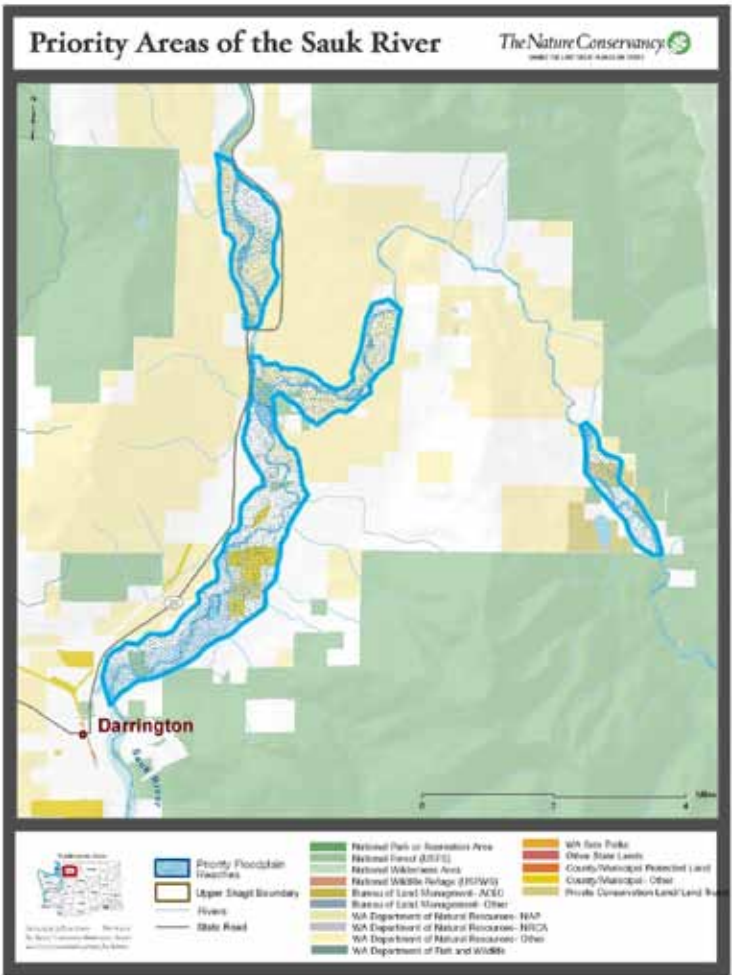 Priority Areas of the Sauk River
The Nature Conservancy
Darrington
Sauk River
0
2
4
Miles
Priority Floodplain
Reaches
Upper Skagit Boundary
Rivers
State Road
National Park or Recreation Area
National Forest (USFS)
National Wilderness Area
National Wildlife Refuge (USFWS)
Bureau of Land Management- ACEC
Bureau of Land Management- Other
WA Department of Natural Resources- NAP
WA Department of Natural Resources- NRCA
WA Department of Natural Resources- Other
WA Department of Fish and Wildlife
WA State Parks
Other State Lands
County/Municipal Protected Land
County/Municipal- Other
Private Conservation Land/Land Trust